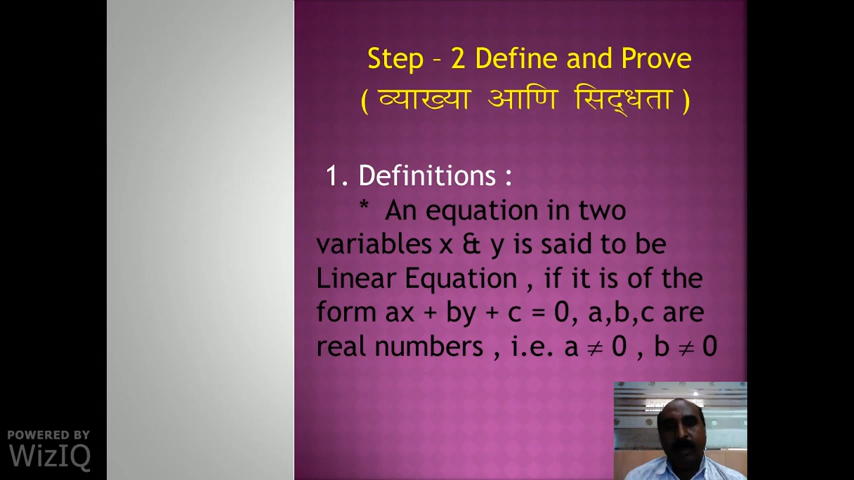 Step – 2 Define and Prove
( व्याख्या आणि सिद्धता )
1. Definitions :
* An equation in two
variables x & y is said to be
Linear Equation , if it is of the
form ax + by + c = 0, a,b,c are
real numbers , i.e. a ≠ 0 , b ≠ 0
POWERED BY
WizIQ